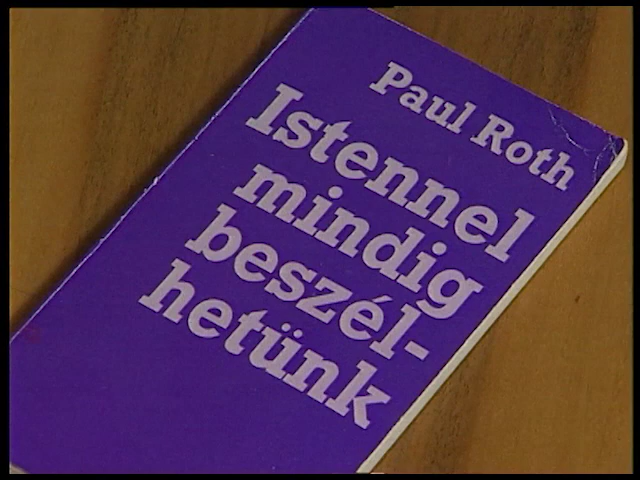 Paul Roth
Istennel
mindig
beszél-
hetünk